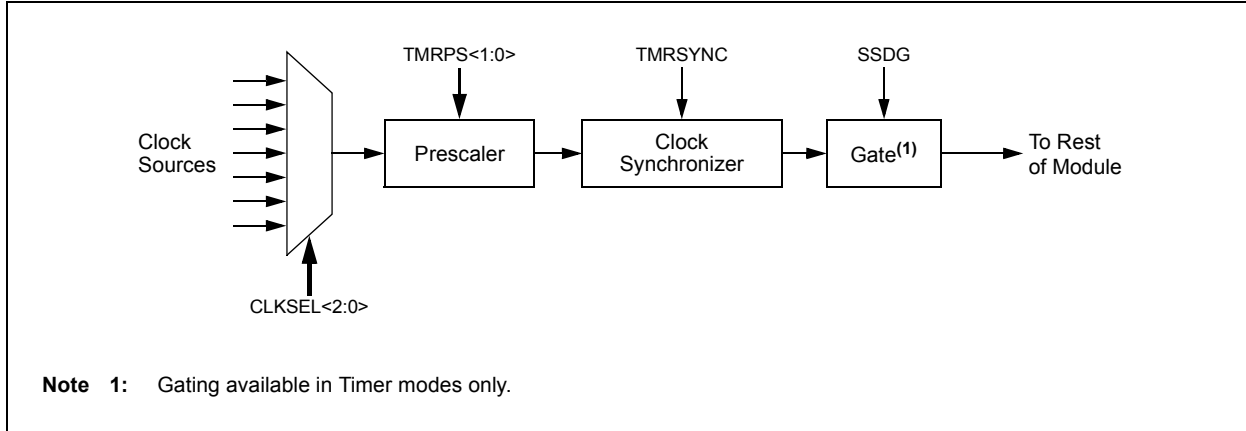 TMRPS<1:0>
TMRSYNC
SSDG
Clock
Sources
Prescaler
Clock
Synchronizer
Gate(1)
To Rest
of Module
CLKSEL<2:0>
Note 1: Gating available in Timer modes only.